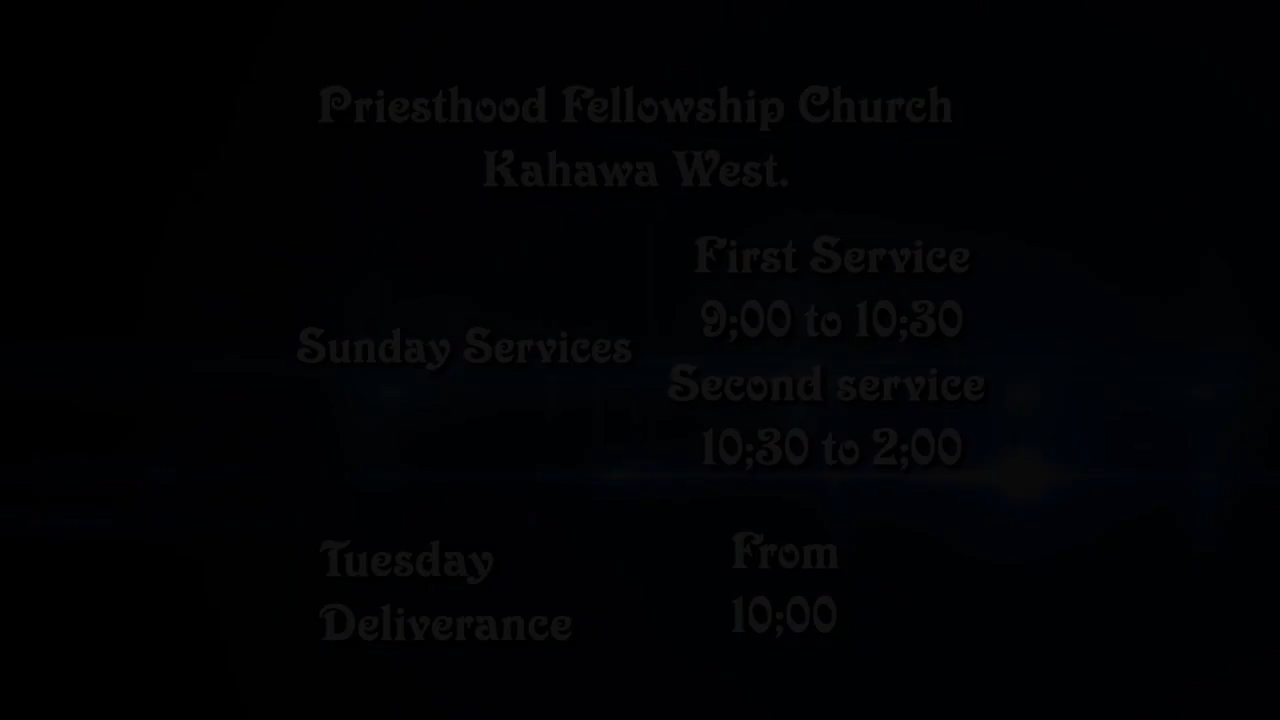 Priesthood Fellowship Church
Kahawa West.
Sunday Services
First Service
9;00 to 10;30
Second service
10;30 to 2;00
Tuesday
Deliverance
From
10;00